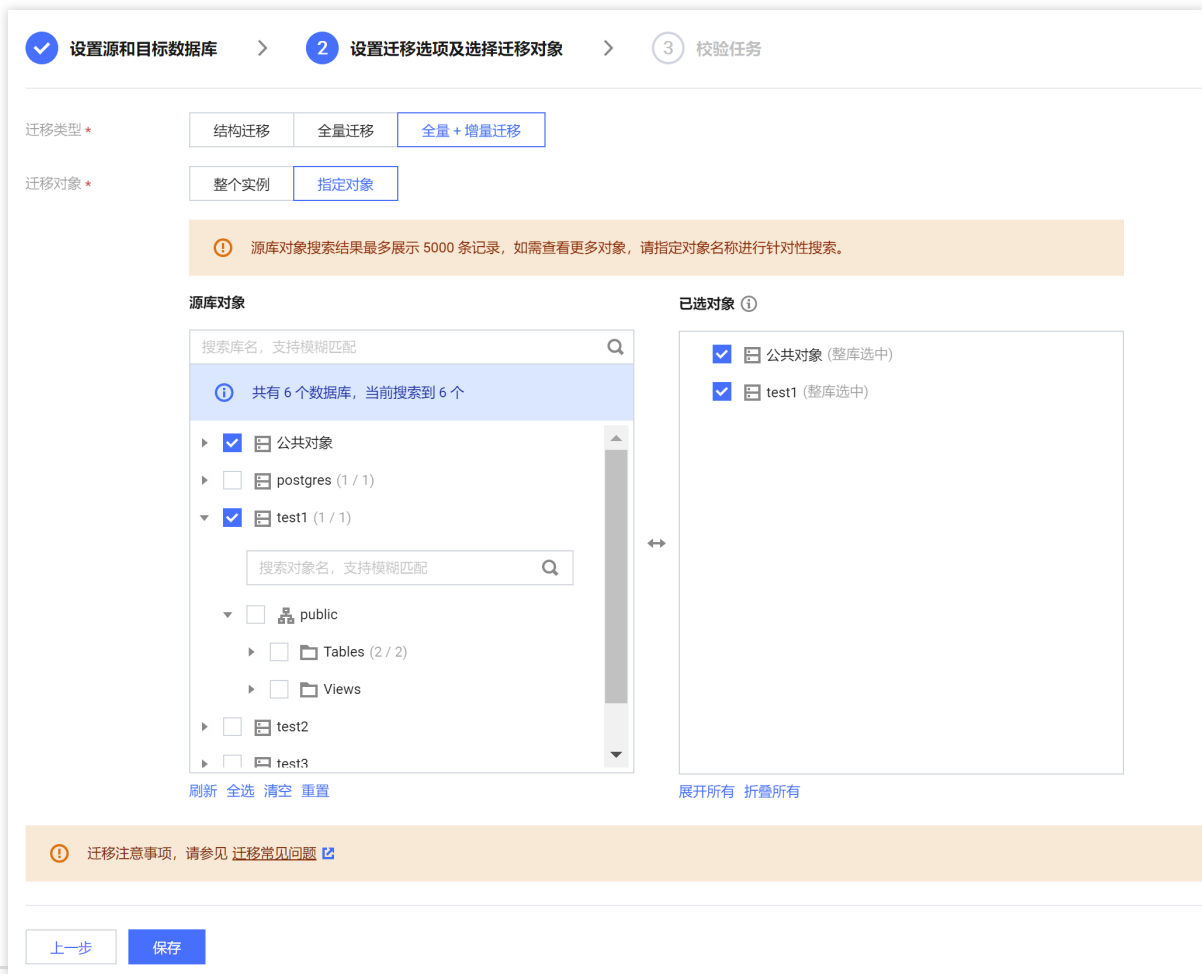 设置源和目标数据库
2 设置迁移选项及选择迁移对象
3 校验任务
迁移类型 *
结构迁移 全量迁移 全量 + 增量迁移
迁移对象 *
整个实例 指定对象
源库对象搜索结果最多展示 5000 条记录，如需查看更多对象，请指定对象名称进行针对性搜索。
源库对象
搜索库名，支持模糊匹配
共有 6 个数据库，当前搜索到 6 个
公共对象
postgres (1 / 1)
test1 (1 / 1)
搜索对象名，支持模糊匹配
public
Tables (2 / 2)
Views
test2
test3
刷新 全选 清空 重置
已选对象
公共对象 (整库选中)
test1 (整库选中)
展开所有 折叠所有
迁移注意事项，请参见 迁移常见问题
上一步 保存